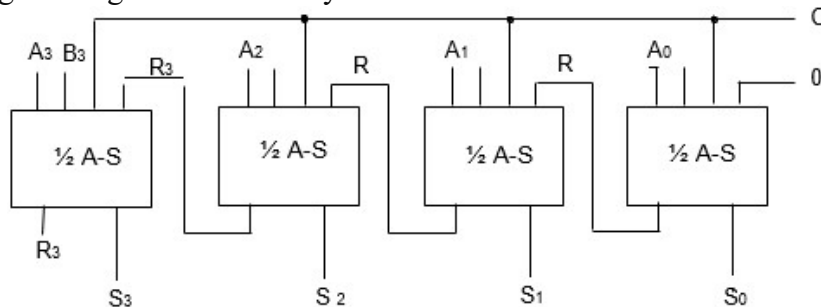 C
A3 B3 R3 A2 R A1 R A0 0
½ A-S ½ A-S ½ A-S ½ A-S
R3
S3 S 2 S1 S0